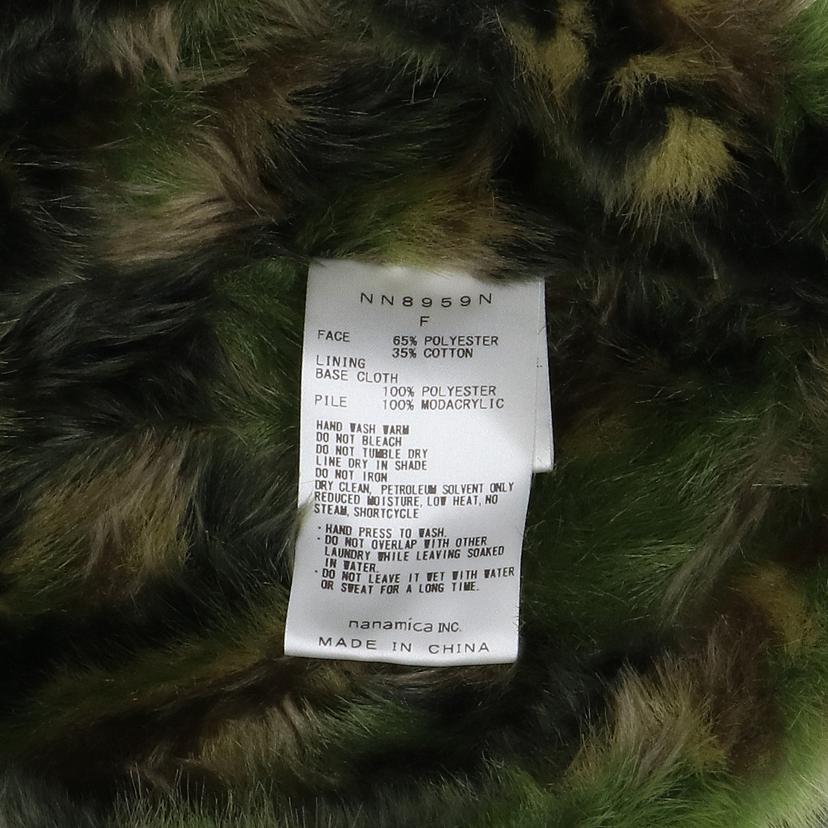 NN8959N
F
FACE 65% POLYESTER
35% COTTON
LINING
BASE CLOTH
100% POLYESTER
PILE 100% MODACRYLIC
HAND WASH WARM
DO NOT BLEACH
DO NOT TUMBLE DRY
LINE DRY IN SHADE
DO NOT IRON
DRY CLEAN, PETROLEUM SOLVENT ONLY
REDUCED MOISTURE, LOW HEAT, NO
STEAM, SHORTCYCLE
・HAND PRESS TO WASH.
・DO NOT OVERLAP WITH OTHER
LAUNDRY WHILE LEAVING SOAKED
IN WATER.
・DO NOT LEAVE IT WET WITH WATER
OR SWEAT FOR A LONG TIME.
nanamica INC.
MADE IN CHINA